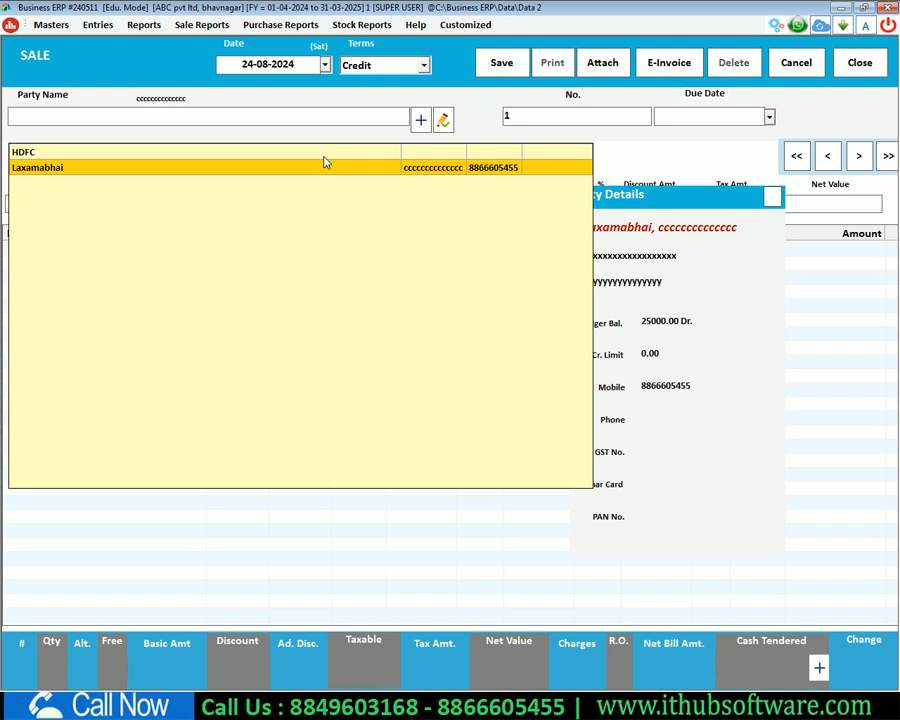 Business ERP #240511 [Edu. Mode] [ABC pvt ltd, bhavnagar] [FY = 01-04-2024 to 31-03-2025] 1 [SUPER USER] @C:\Business ERP\Data\Data 2
Masters Entries Reports Sale Reports Purchase Reports Stock Reports Help Customized A
SALE
Date (Sat) Terms
24-08-2024 Credit
Save Print Attach E-Invoice Delete Cancel Close
Party Name cccccccccccccc No. Due Date
1
<< < > >>
HDFC
Laxamabhai cccccccccccccc 8866605455
% Discount Amt Tax Amt Net Value
ty Details
axamabhai, cccccccccccccc
xxxxxxxxxxxxxxxxx
yyyyyyyyyyyyyy
Amount
ger Bal. 25000.00 Dr.
Cr. Limit 0.00
Mobile 8866605455
Phone
GST No.
har Card
PAN No.
# Qty Alt. Free Basic Amt Discount Ad. Disc. Taxable Tax Amt. Net Value Charges R.O. Net Bill Amt. Cash Tendered Change
Call Now Call Us : 8849603168 - 8866605455 | www.ithubsoftware.com